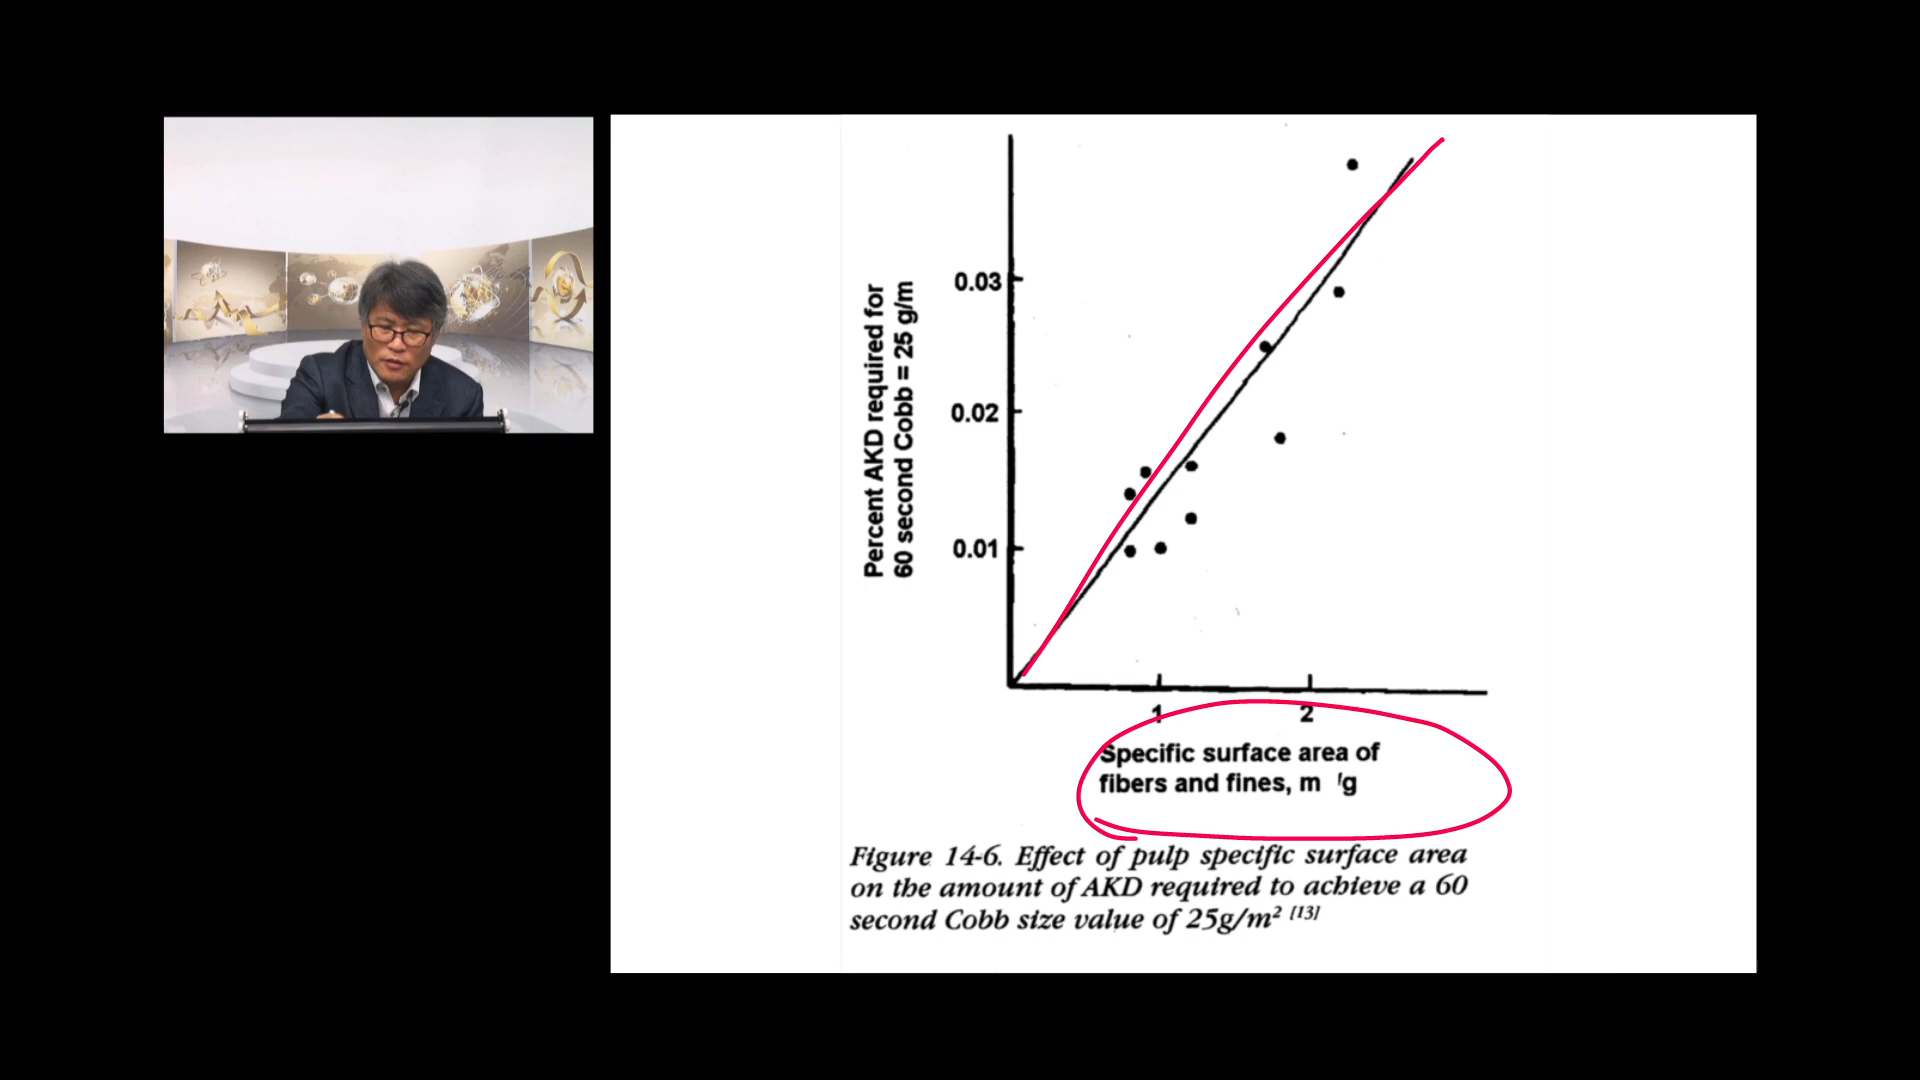 0.03
0.02
0.01
Percent AKD required for
60 second Cobb = 25 g/m
1
2
Specific surface area of
fibers and fines, m /g
Figure 14-6. Effect of pulp specific surface area
on the amount of AKD required to achieve a 60
second Cobb size value of 25g/m² [13]